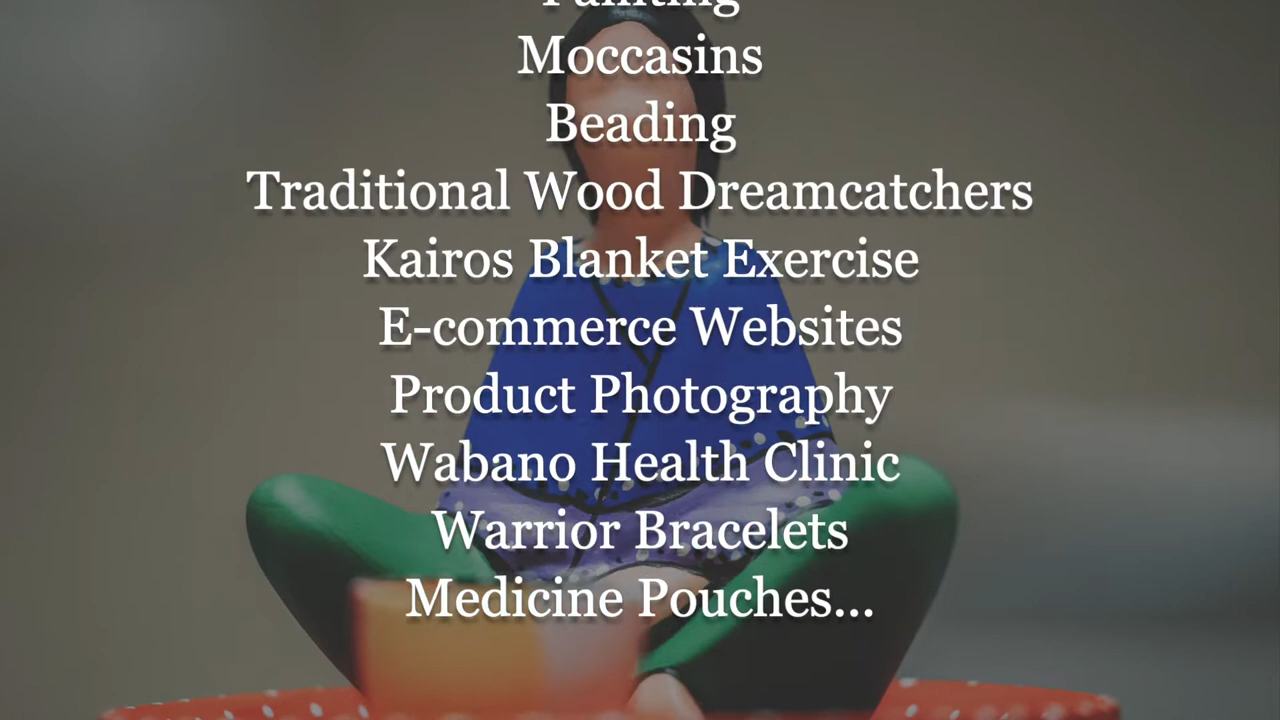 Painting
Moccasins
Beading
Traditional Wood Dreamcatchers
Kairos Blanket Exercise
E-commerce Websites
Product Photography
Wabano Health Clinic
Warrior Bracelets
Medicine Pouches...